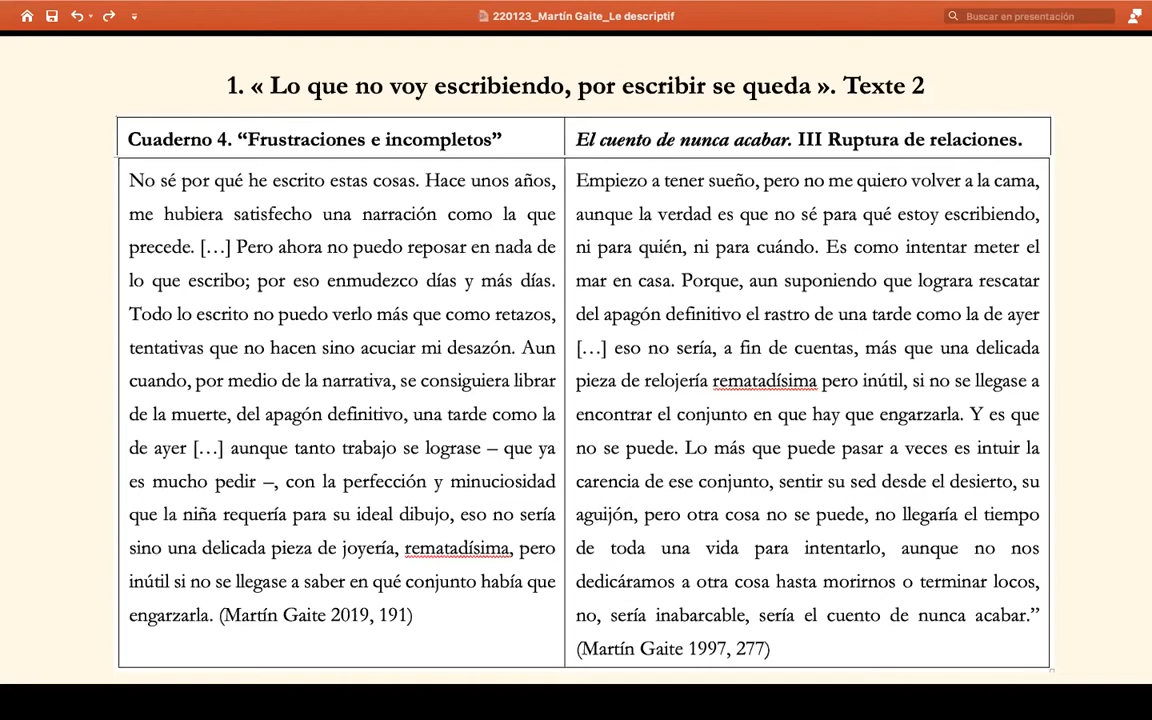 220123_Martín Gaite_Le descriptif
Buscar en presentación
1. « Lo que no voy escribiendo, por escribir se queda ». Texte 2
Cuaderno 4. “Frustraciones e incompletos”
No sé por qué he escrito estas cosas. Hace unos años,
me hubiera satisfecho una narración como la que
precede. […] Pero ahora no puedo reposar en nada de
lo que escribo; por eso enmudezco días y más días.
Todo lo escrito no puedo verlo más que como retazos,
tentativas que no hacen sino acuciar mi desazón. Aun
cuando, por medio de la narrativa, se consiguiera librar
de la muerte, del apagón definitivo, una tarde como la
de ayer […] aunque tanto trabajo se lograse – que ya
es mucho pedir –, con la perfección y minuciosidad
que la niña requería para su ideal dibujo, eso no sería
sino una delicada pieza de joyería, rematadísima, pero
inútil si no se llegase a saber en qué conjunto había que
engarzarla. (Martín Gaite 2019, 191)
El cuento de nunca acabar. III Ruptura de relaciones.
Empiezo a tener sueño, pero no me quiero volver a la cama,
aunque la verdad es que no sé para qué estoy escribiendo,
ni para quién, ni para cuándo. Es como intentar meter el
mar en casa. Porque, aun suponiendo que lograra rescatar
del apagón definitivo el rastro de una tarde como la de ayer
[…] eso no sería, a fin de cuentas, más que una delicada
pieza de relojería rematadísima pero inútil, si no se llegase a
encontrar el conjunto en que hay que engarzarla. Y es que
no se puede. Lo más que puede pasar a veces es intuir la
carencia de ese conjunto, sentir su sed desde el desierto, su
aguijón, pero otra cosa no se puede, no llegaría el tiempo
de toda una vida para intentarlo, aunque no nos
dedicáramos a otra cosa hasta morirnos o terminar locos,
no, sería inabarcable, sería el cuento de nunca acabar.”
(Martín Gaite 1997, 277)